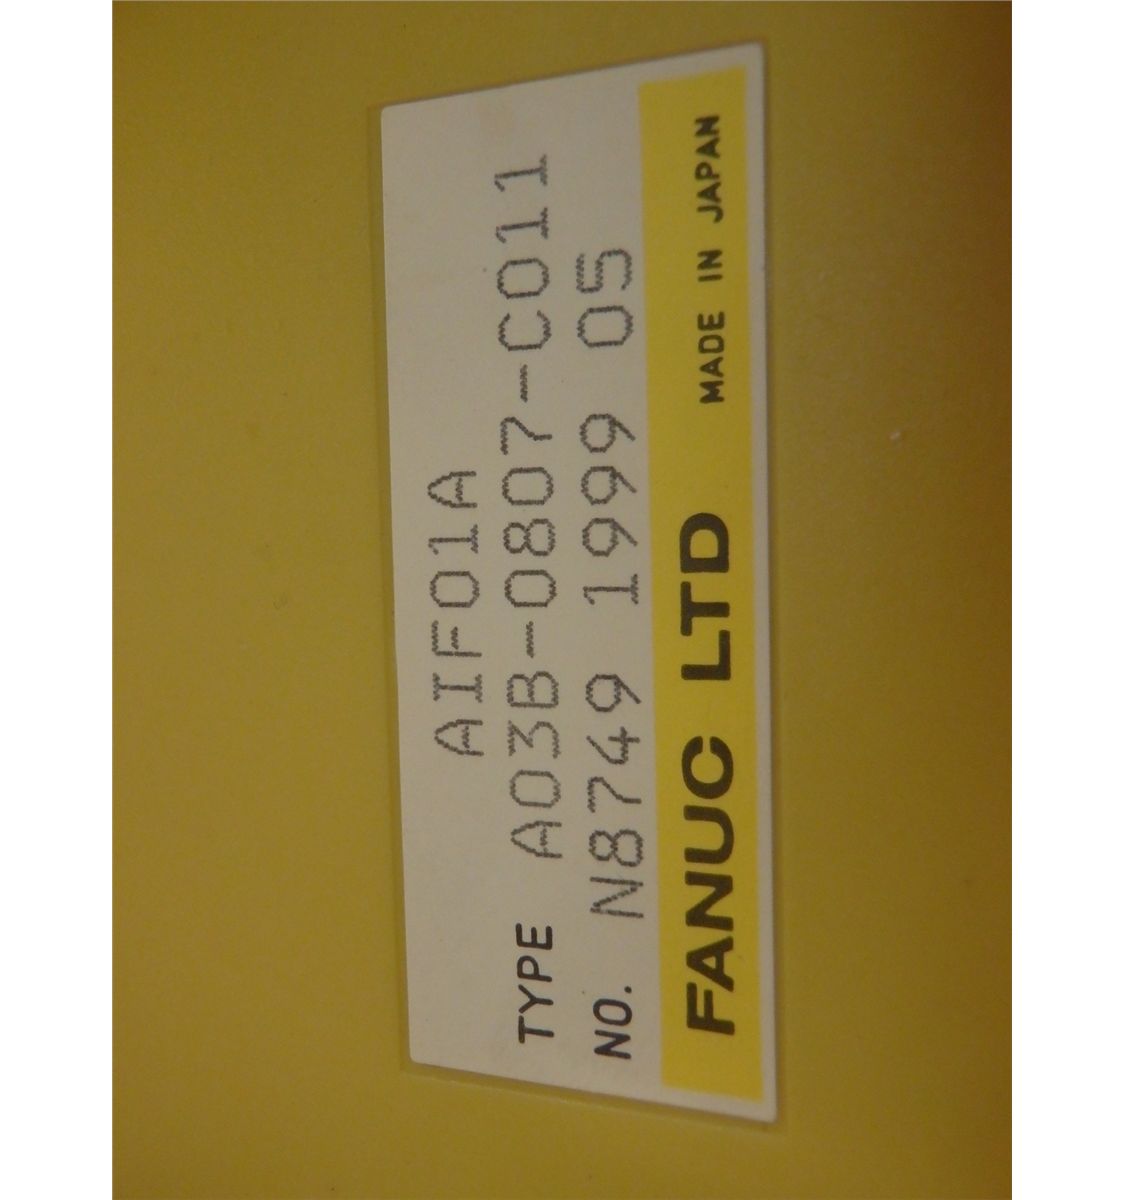 AIF01A
TYPE A03B-0807-C011
NO. N8749 1999 05
FANUC LTD MADE IN JAPAN